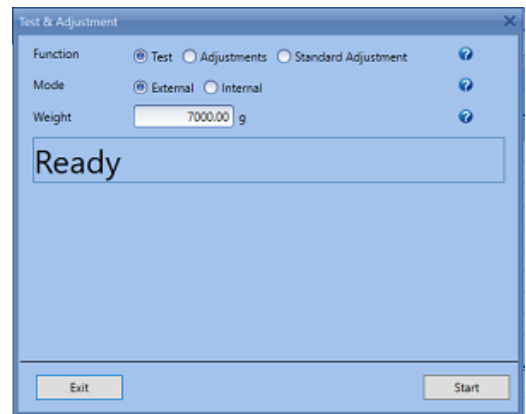 Test & Adjustment
Function Test Adjustments Standard Adjustment ?
Mode External Internal ?
Weight 7000.00 g ?
Ready
Exit Start